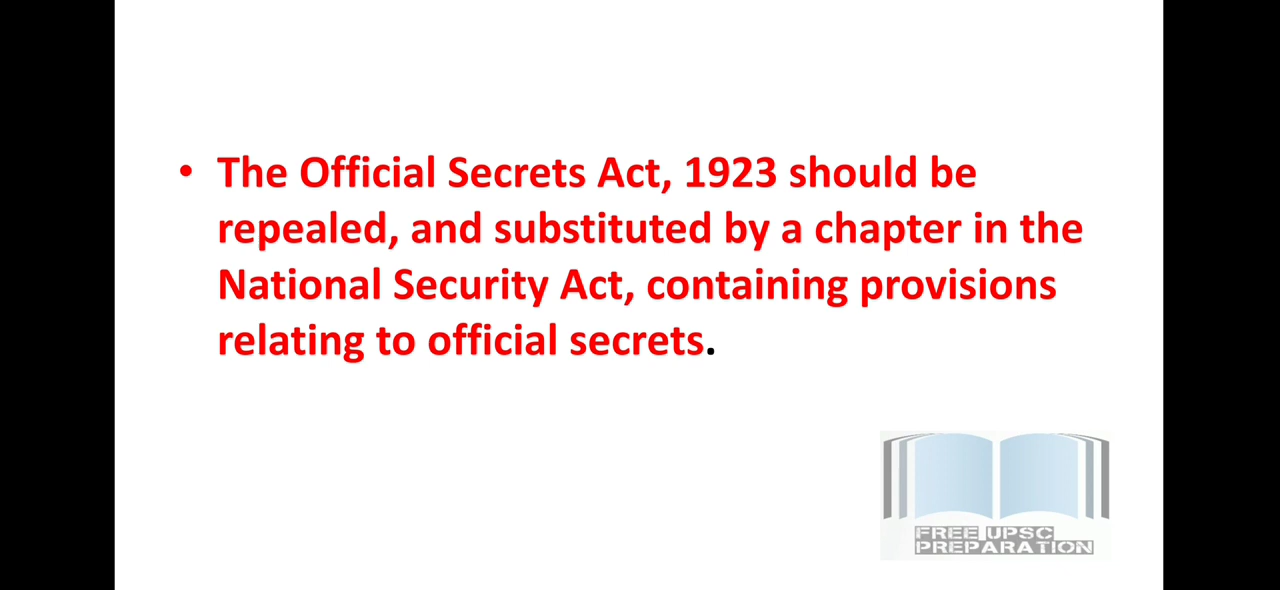 • The Official Secrets Act, 1923 should be
repealed, and substituted by a chapter in the
National Security Act, containing provisions
relating to official secrets.
FREE UPSC
PREPARATION